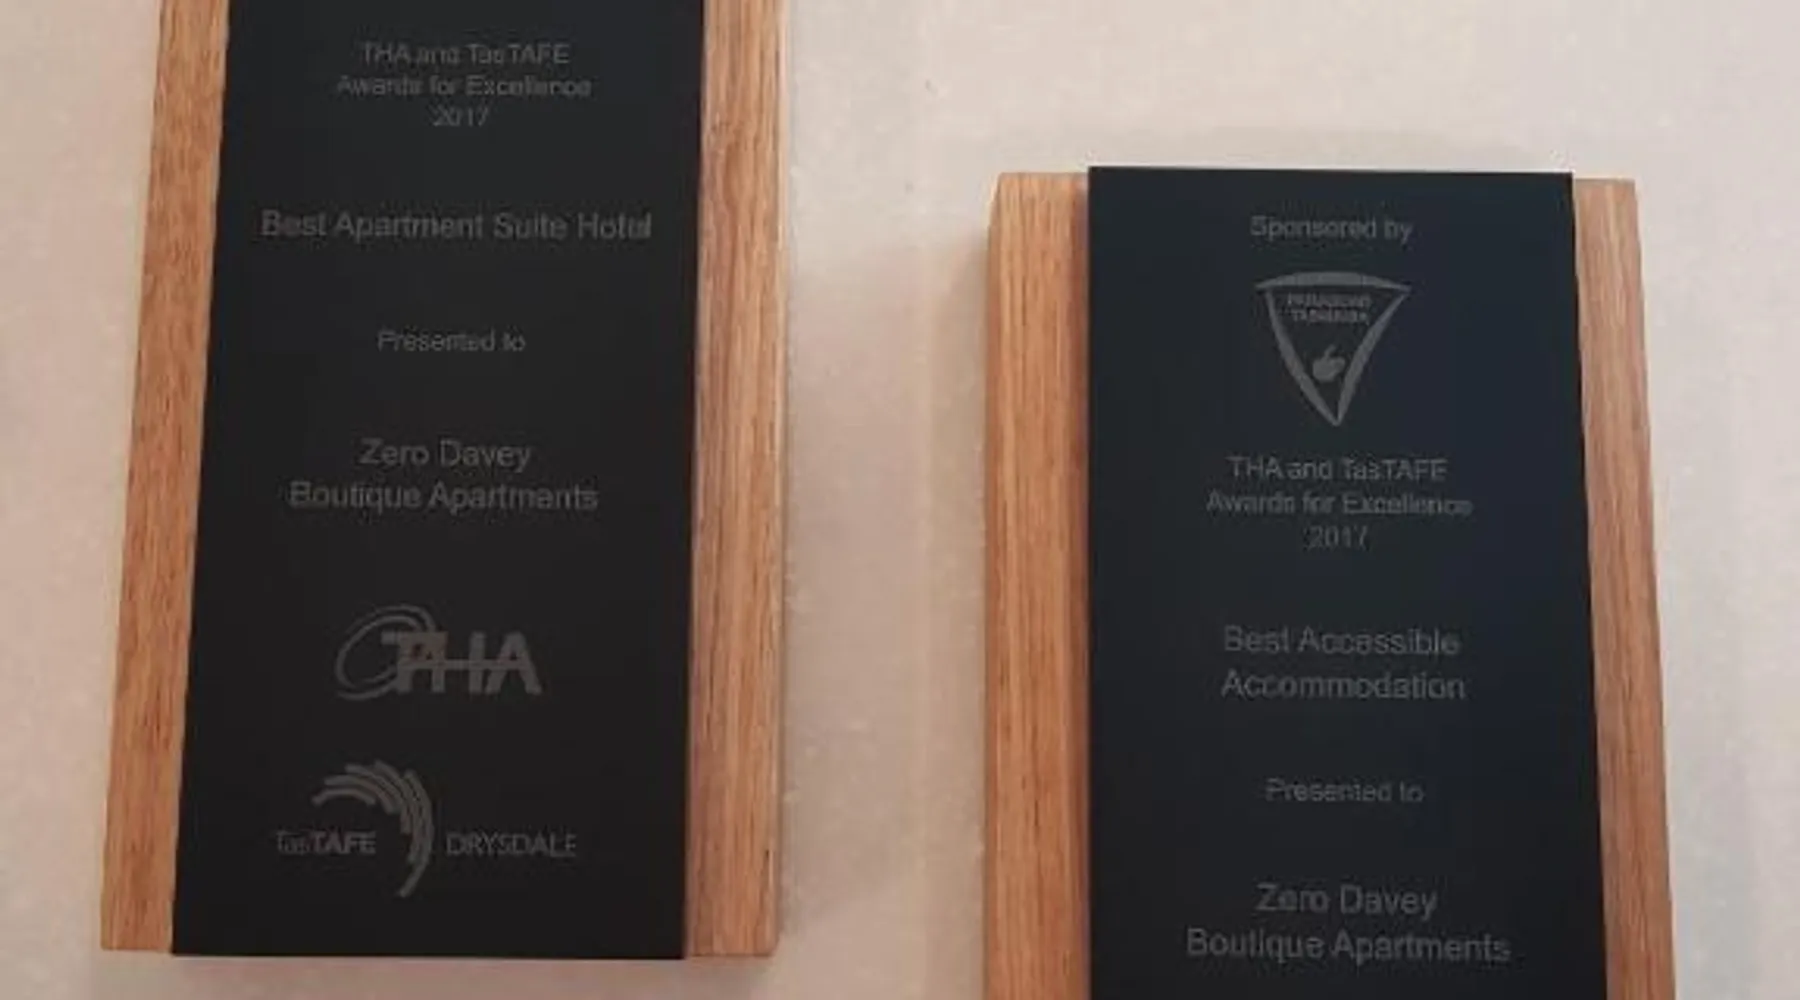 THA and TasTAFE
Awards for Excellence
2017
Best Apartment Suite Hotel
Presented to
Zero Davey
Boutique Apartments
THA
TasTAFE DRYSDALE
Sponsored by
PARAQUAD
TASMANIA
THA and TasTAFE
Awards for Excellence
2017
Best Accessible
Accommodation
Presented to
Zero Davey
Boutique Apartments